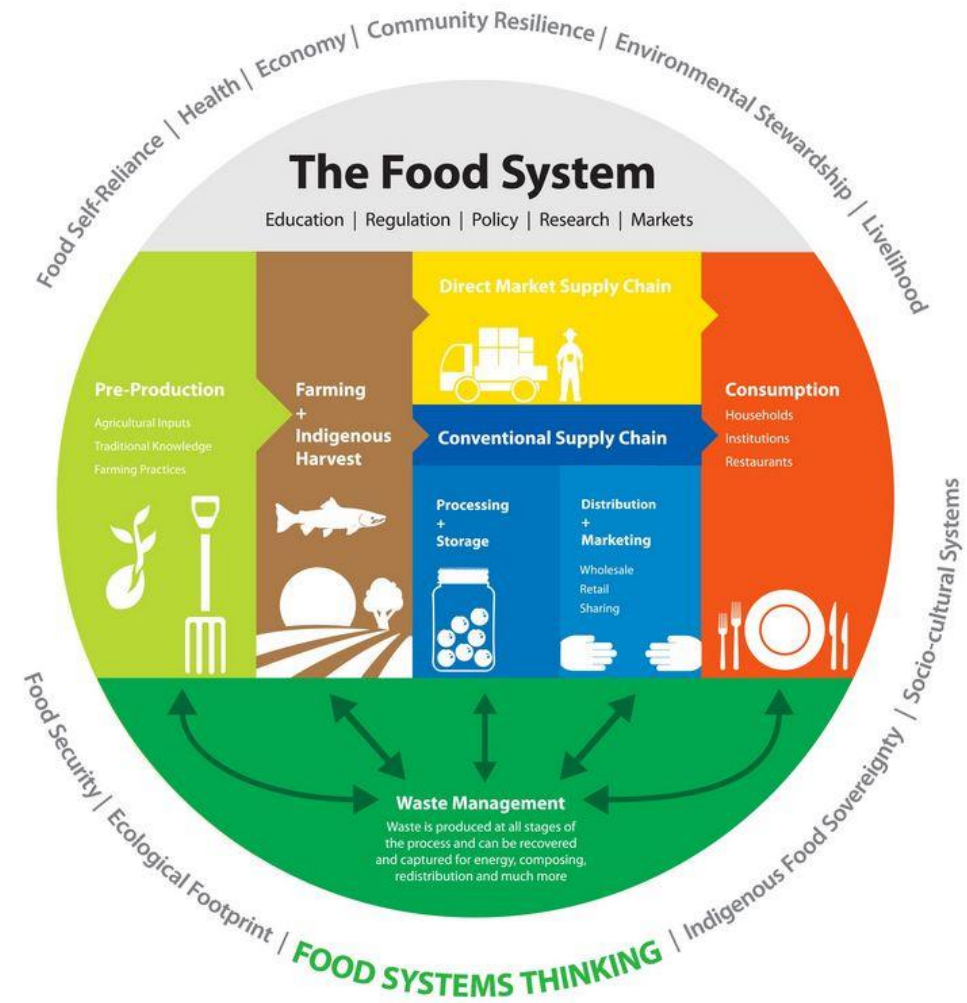 Food Self-Reliance | Health | Economy | Community Resilience | Environmental Stewardship | Livelihood
The Food System
Education | Regulation | Policy | Research | Markets
Pre-Production
Agricultural Inputs
Traditional Knowledge
Farming Practices
Farming
+
Indigenous
Harvest
Direct Market Supply Chain
Conventional Supply Chain
Processing
+
Storage
Distribution
+
Marketing
Wholesale
Retail
Sharing
Consumption
Households
Institutions
Restaurants
Waste Management
Waste is produced at all stages of
the process and can be recovered
and captured for energy, composing,
redistribution and much more
Food Security | Ecological Footprint | FOOD SYSTEMS THINKING | Indigenous Food Sovereignty | Socio-cultural Systems